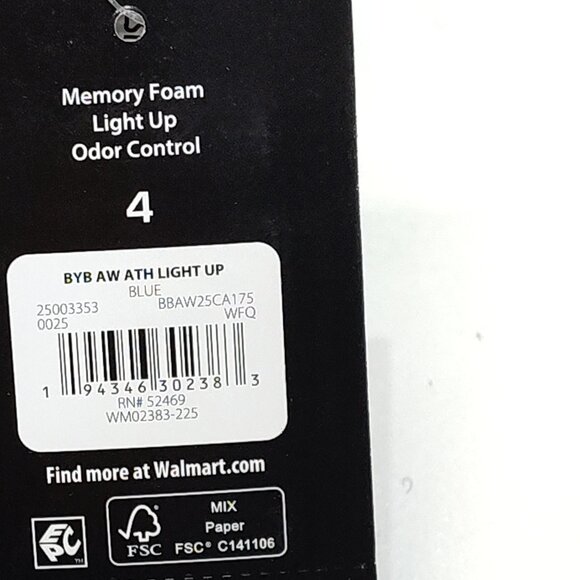 Memory Foam
Light Up
Odor Control
4
BYB AW ATH LIGHT UP
BLUE
25003353 BBAW25CA175
0025 WFQ
1 94346 30238 3
RN# 52469
WM02383-225
Find more at Walmart.com
EPC™
MIX
Paper
FSC FSC® C141106